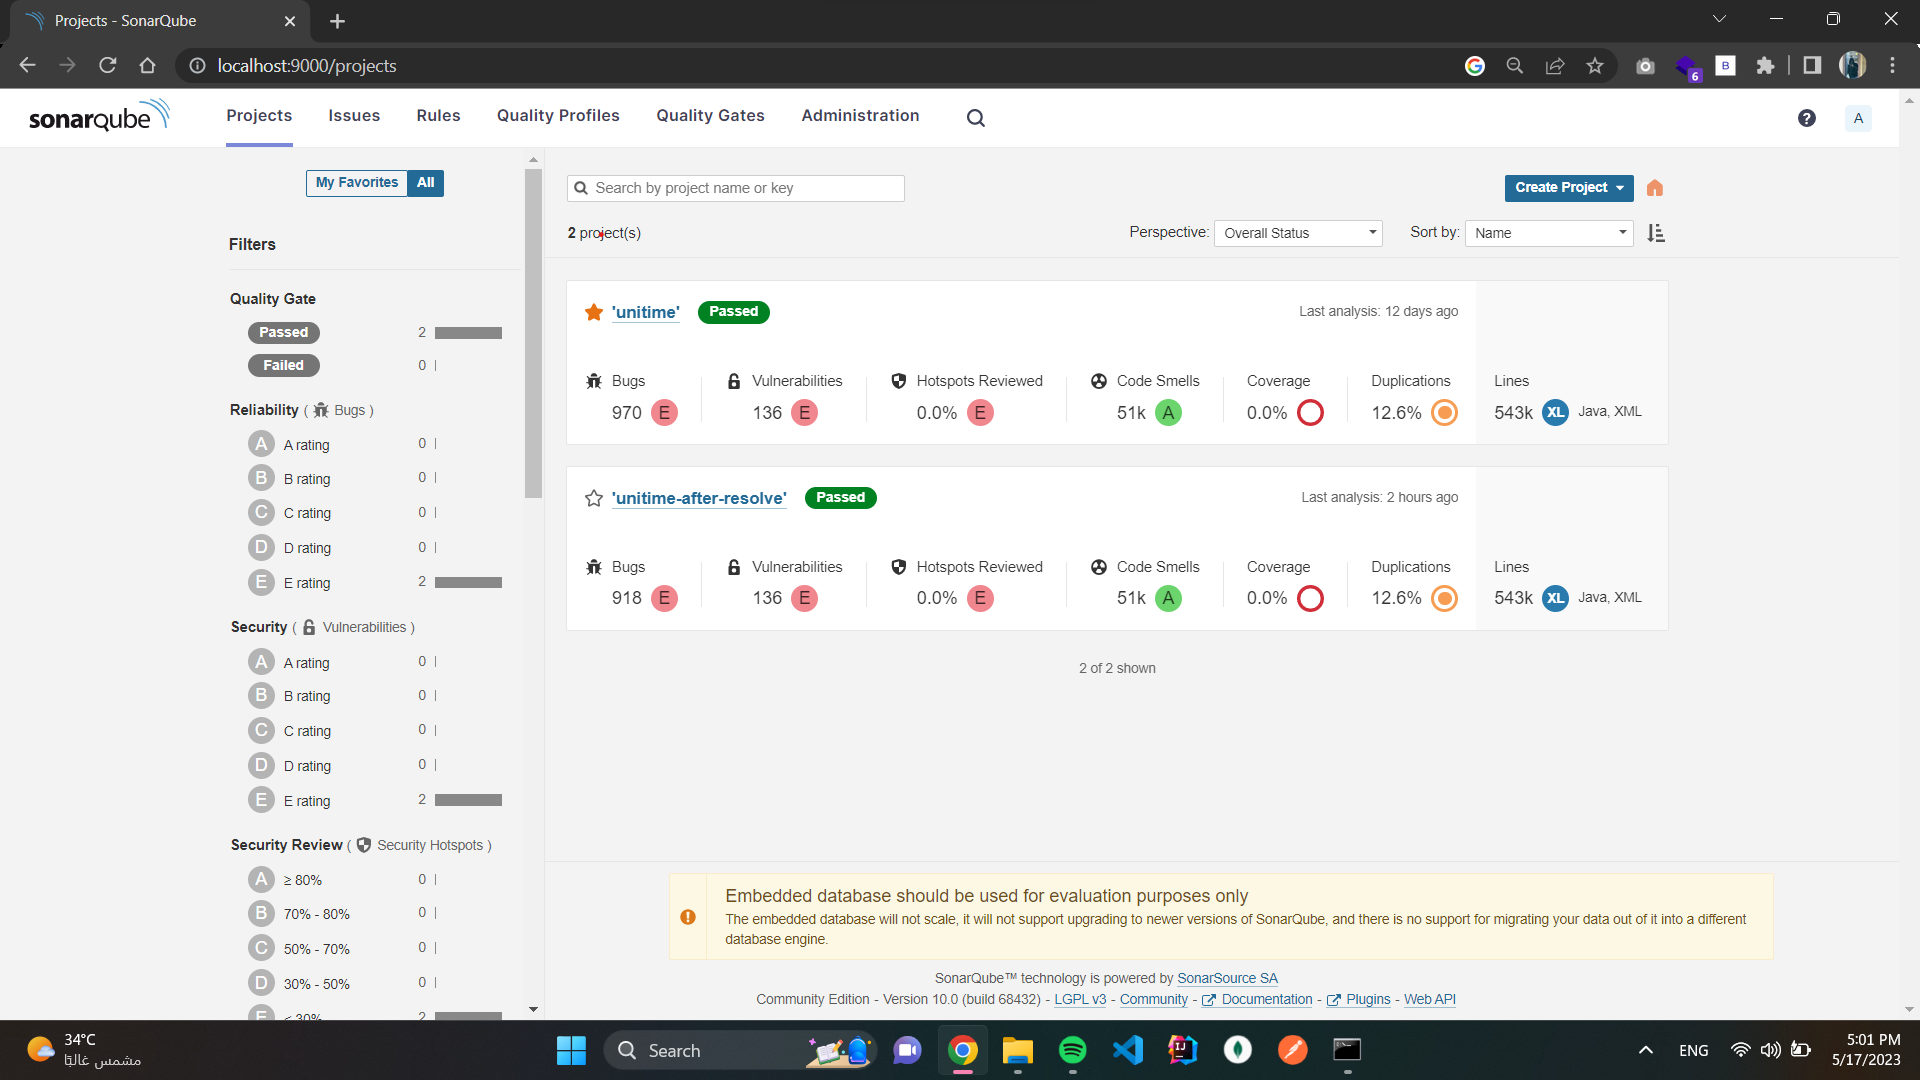 Projects - SonarQube
localhost:9000/projects
6
B
sonarqube
Projects
Issues
Rules
Quality Profiles
Quality Gates
Administration
?
A
My Favorites
All
Filters
Quality Gate
Passed 2
Failed 0
Reliability ( Bugs )
A A rating 0
B B rating 0
C C rating 0
D D rating 0
E E rating 2
Security ( Vulnerabilities )
A A rating 0
B B rating 0
C C rating 0
D D rating 0
E E rating 2
Security Review ( Security Hotspots )
A ≥ 80% 0
B 70% - 80% 0
C 50% - 70% 0
D 30% - 50% 0
E < 30% 2
Search by project name or key
Create Project
2 project(s)
Perspective: Overall Status
Sort by: Name
'unitime' Passed
Last analysis: 12 days ago
Bugs Vulnerabilities Hotspots Reviewed Code Smells Coverage Duplications Lines
970 E 136 E 0.0% E 51k A 0.0% 12.6% 543k XL Java, XML
'unitime-after-resolve' Passed
Last analysis: 2 hours ago
Bugs Vulnerabilities Hotspots Reviewed Code Smells Coverage Duplications Lines
918 E 136 E 0.0% E 51k A 0.0% 12.6% 543k XL Java, XML
2 of 2 shown
Embedded database should be used for evaluation purposes only
The embedded database will not scale, it will not support upgrading to newer versions of SonarQube, and there is no support for migrating your data out of it into a different
database engine.
SonarQube™ technology is powered by SonarSource SA
Community Edition - Version 10.0 (build 68432) - LGPL v3 - Community - Documentation - Plugins - Web API
34°C
مشمس غالبًا
Search
IJ
ENG
5:01 PM
5/17/2023